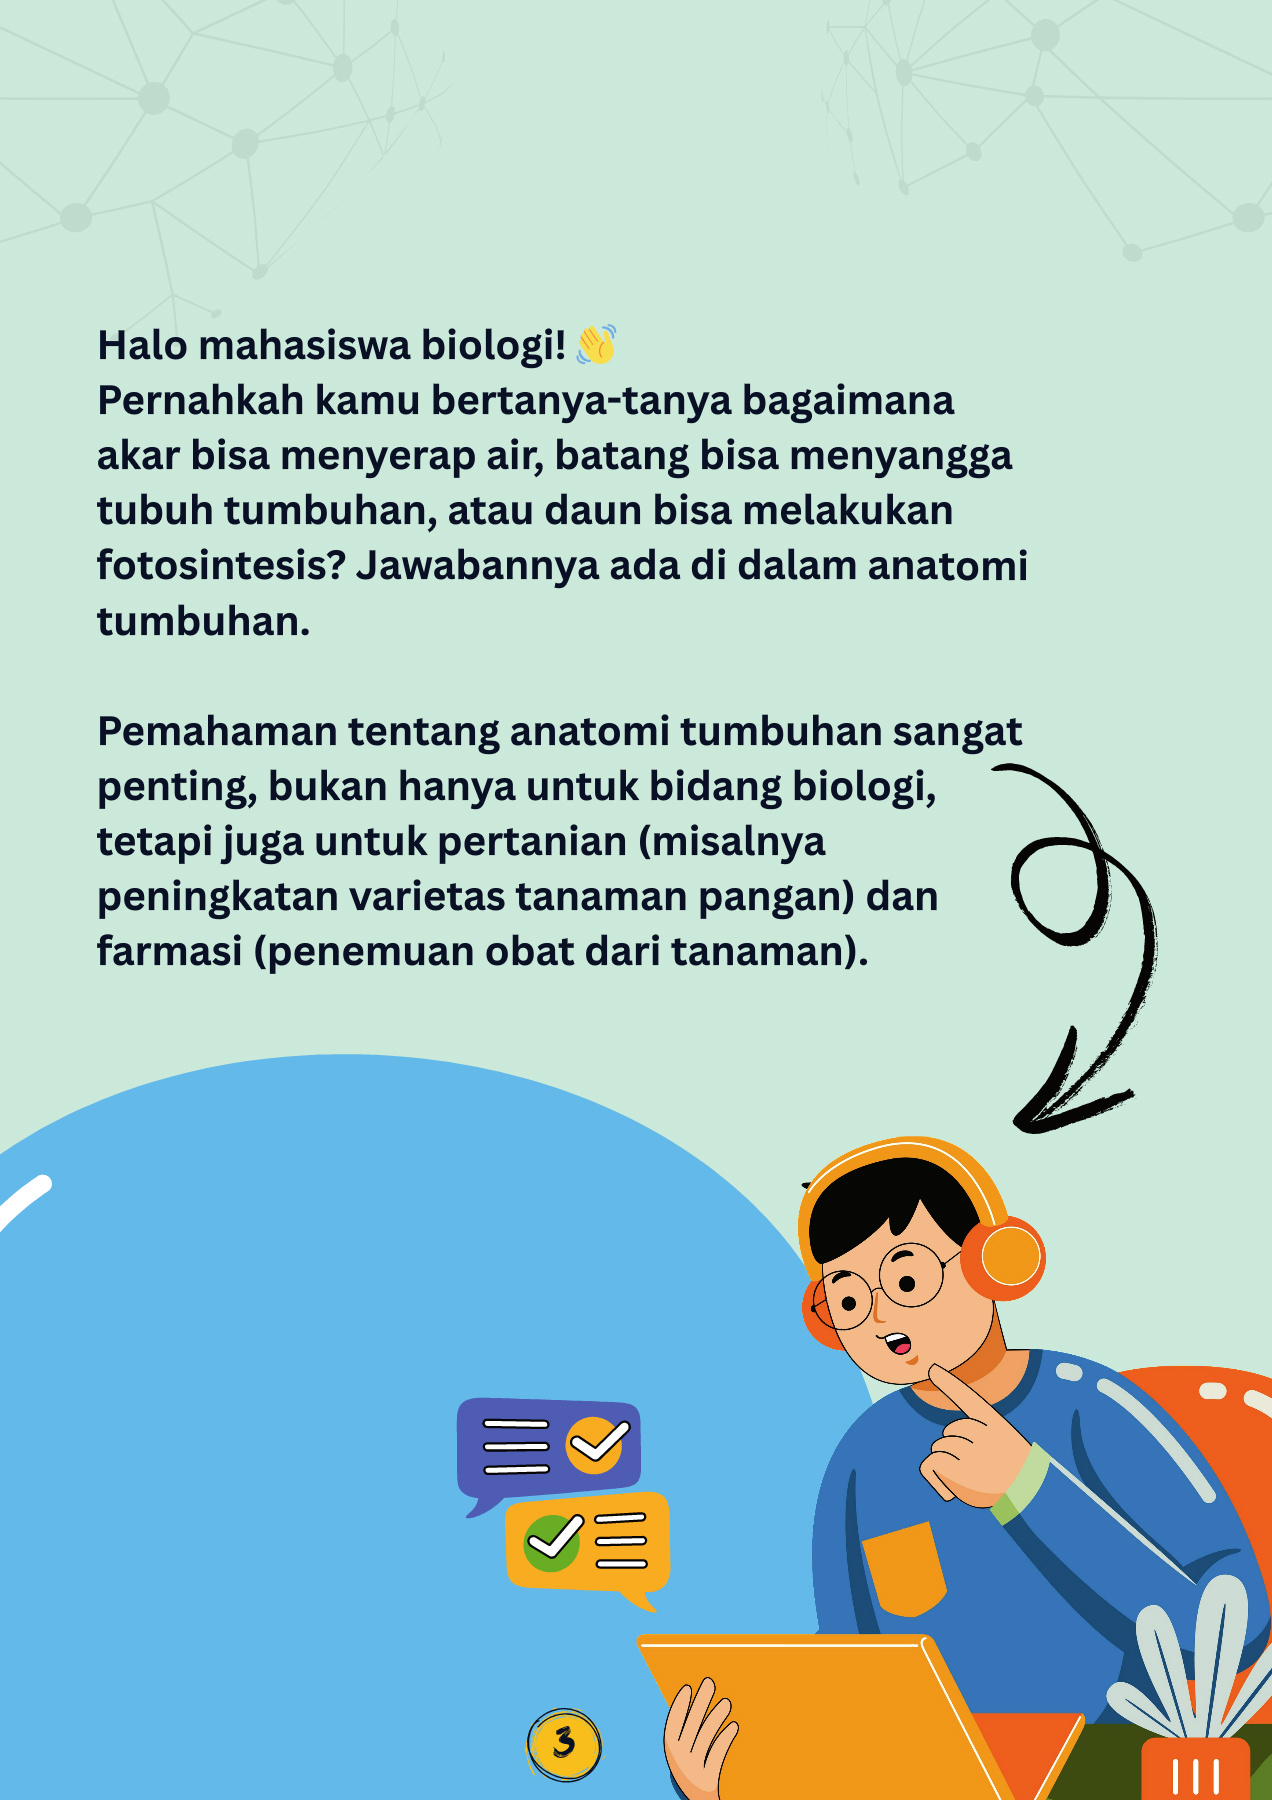 Halo mahasiswa biologi! 👋
Pernahkah kamu bertanya-tanya bagaimana
akar bisa menyerap air, batang bisa menyangga
tubuh tumbuhan, atau daun bisa melakukan
fotosintesis? Jawabannya ada di dalam anatomi
tumbuhan.
Pemahaman tentang anatomi tumbuhan sangat
penting, bukan hanya untuk bidang biologi,
tetapi juga untuk pertanian (misalnya
peningkatan varietas tanaman pangan) dan
farmasi (penemuan obat dari tanaman).
3